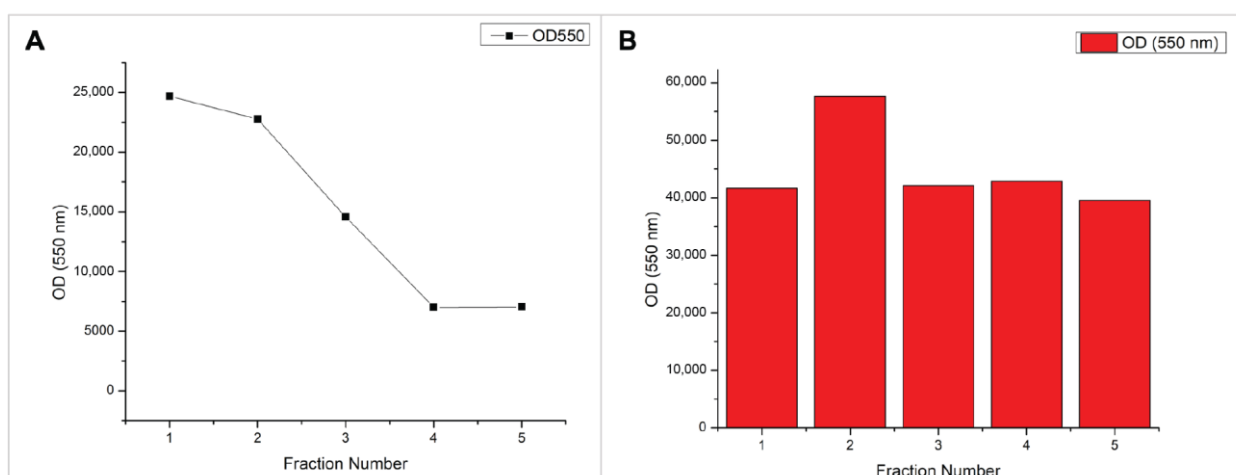 A
OD550
25,000
20,000
15,000
10,000
5000
0
OD (550 nm)
1 2 3 4 5
Fraction Number
B
OD (550 nm)
60,000
50,000
40,000
30,000
20,000
10,000
0
OD (550 nm)
1 2 3 4 5
Fraction Number